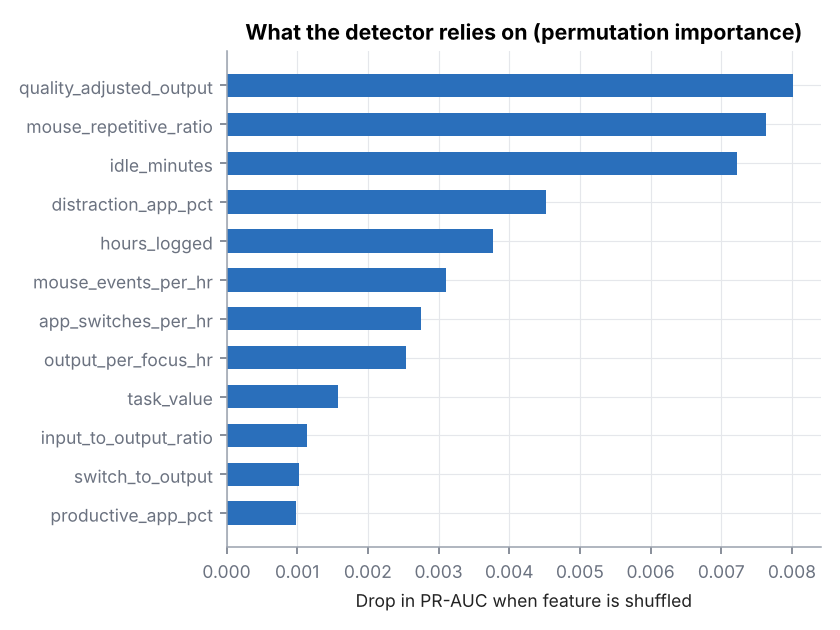 What the detector relies on (permutation importance)
quality_adjusted_output
mouse_repetitive_ratio
idle_minutes
distraction_app_pct
hours_logged
mouse_events_per_hr
app_switches_per_hr
output_per_focus_hr
task_value
input_to_output_ratio
switch_to_output
productive_app_pct
0.000 0.001 0.002 0.003 0.004 0.005 0.006 0.007 0.008
Drop in PR-AUC when feature is shuffled